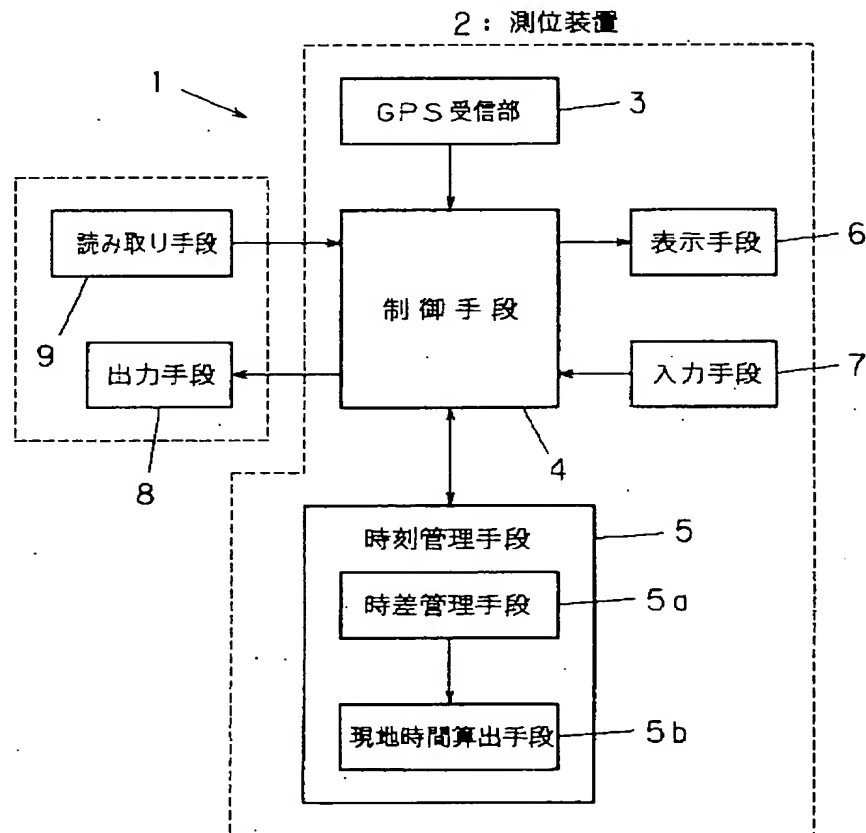 2：測位装置
1
GPS受信部
3
読み取り手段
9
出力手段
8
制御手段
4
表示手段
6
入力手段
7
時刻管理手段
5
時差管理手段
5a
現地時間算出手段
5b